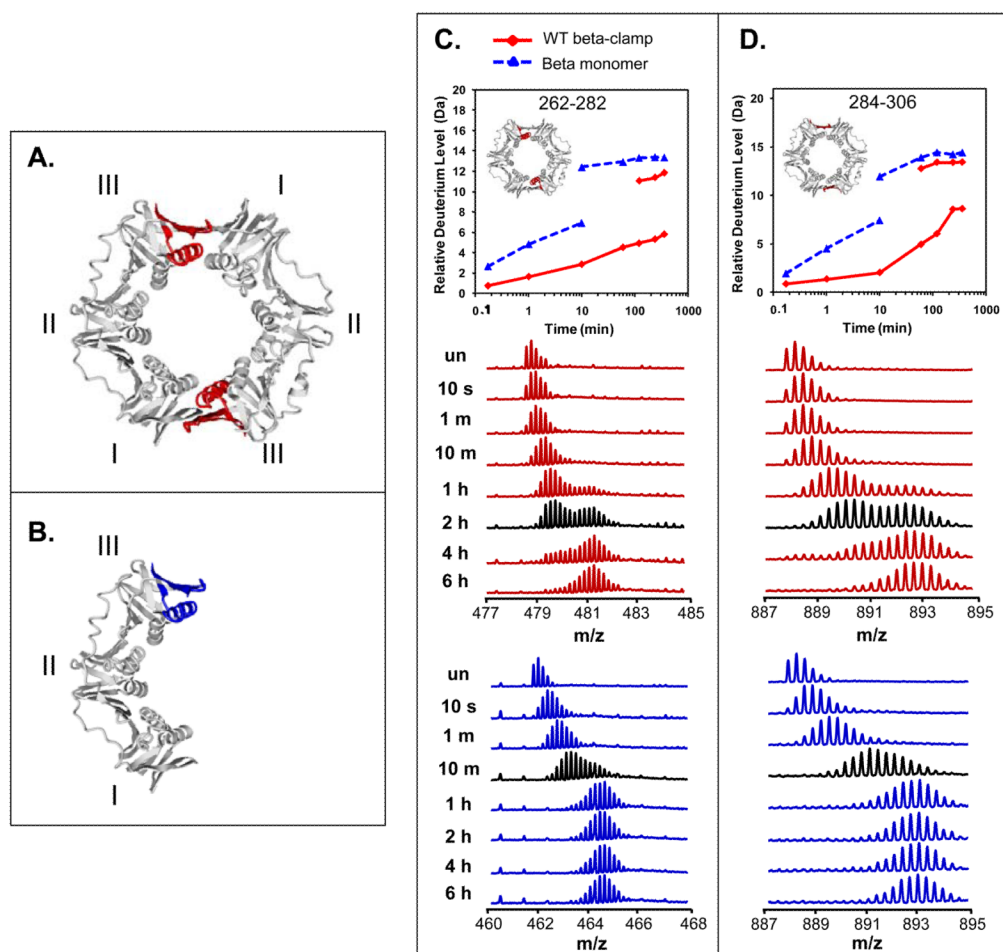 A.
III I
II II
I III
B.
III
II
I
C.
WT beta-clamp
Beta monomer
262-282
Relative Deuterium Level (Da)
20
18
16
14
12
10
8
6
4
2
0
0.1 1 10 100 1000
Time (min)
un
10 s
1 m
10 m
1 h
2 h
4 h
6 h
477 479 481 483 485
m/z
un
10 s
1 m
10 m
1 h
2 h
4 h
6 h
460 462 464 466 468
m/z
D.
284-306
Relative Deuterium Level (Da)
20
15
10
5
0
0.1 1 10 100 1000
Time (min)
887 889 891 893 895
m/z
887 889 891 893 895
m/z